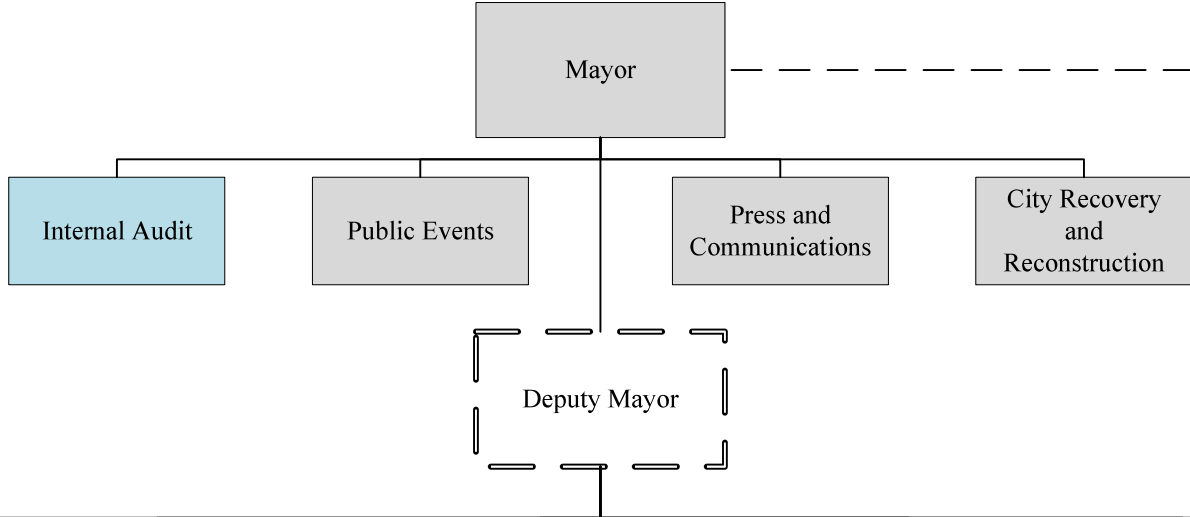 Mayor
Internal Audit
Public Events
Press and
Communications
City Recovery
and
Reconstruction
Deputy Mayor